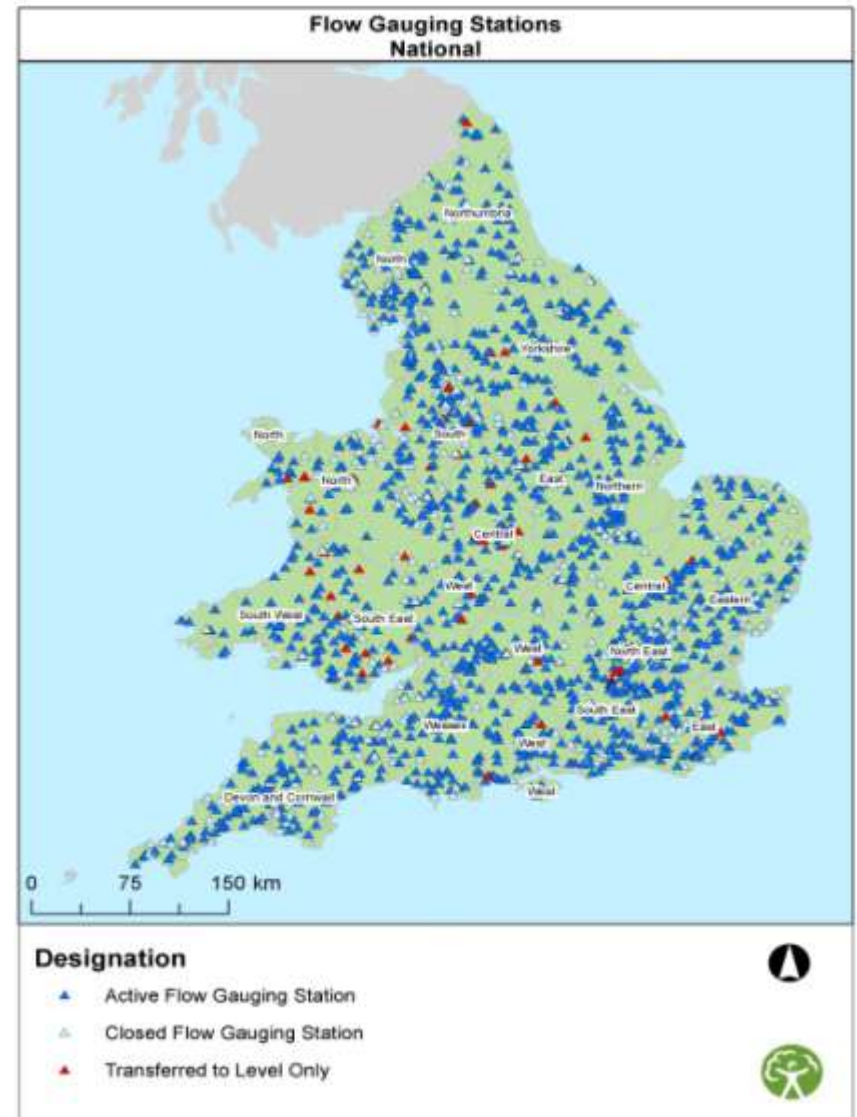 Flow Gauging Stations
National
Northumbria
North
Yorkshire
North
South
North
East
Northern
Central
West
Central
Eastern
South West
South East
West
North East
South East
Wessex
East
West
Devon and Cornwall
West
0 75 150 km
Designation
Active Flow Gauging Station
Closed Flow Gauging Station
Transferred to Level Only